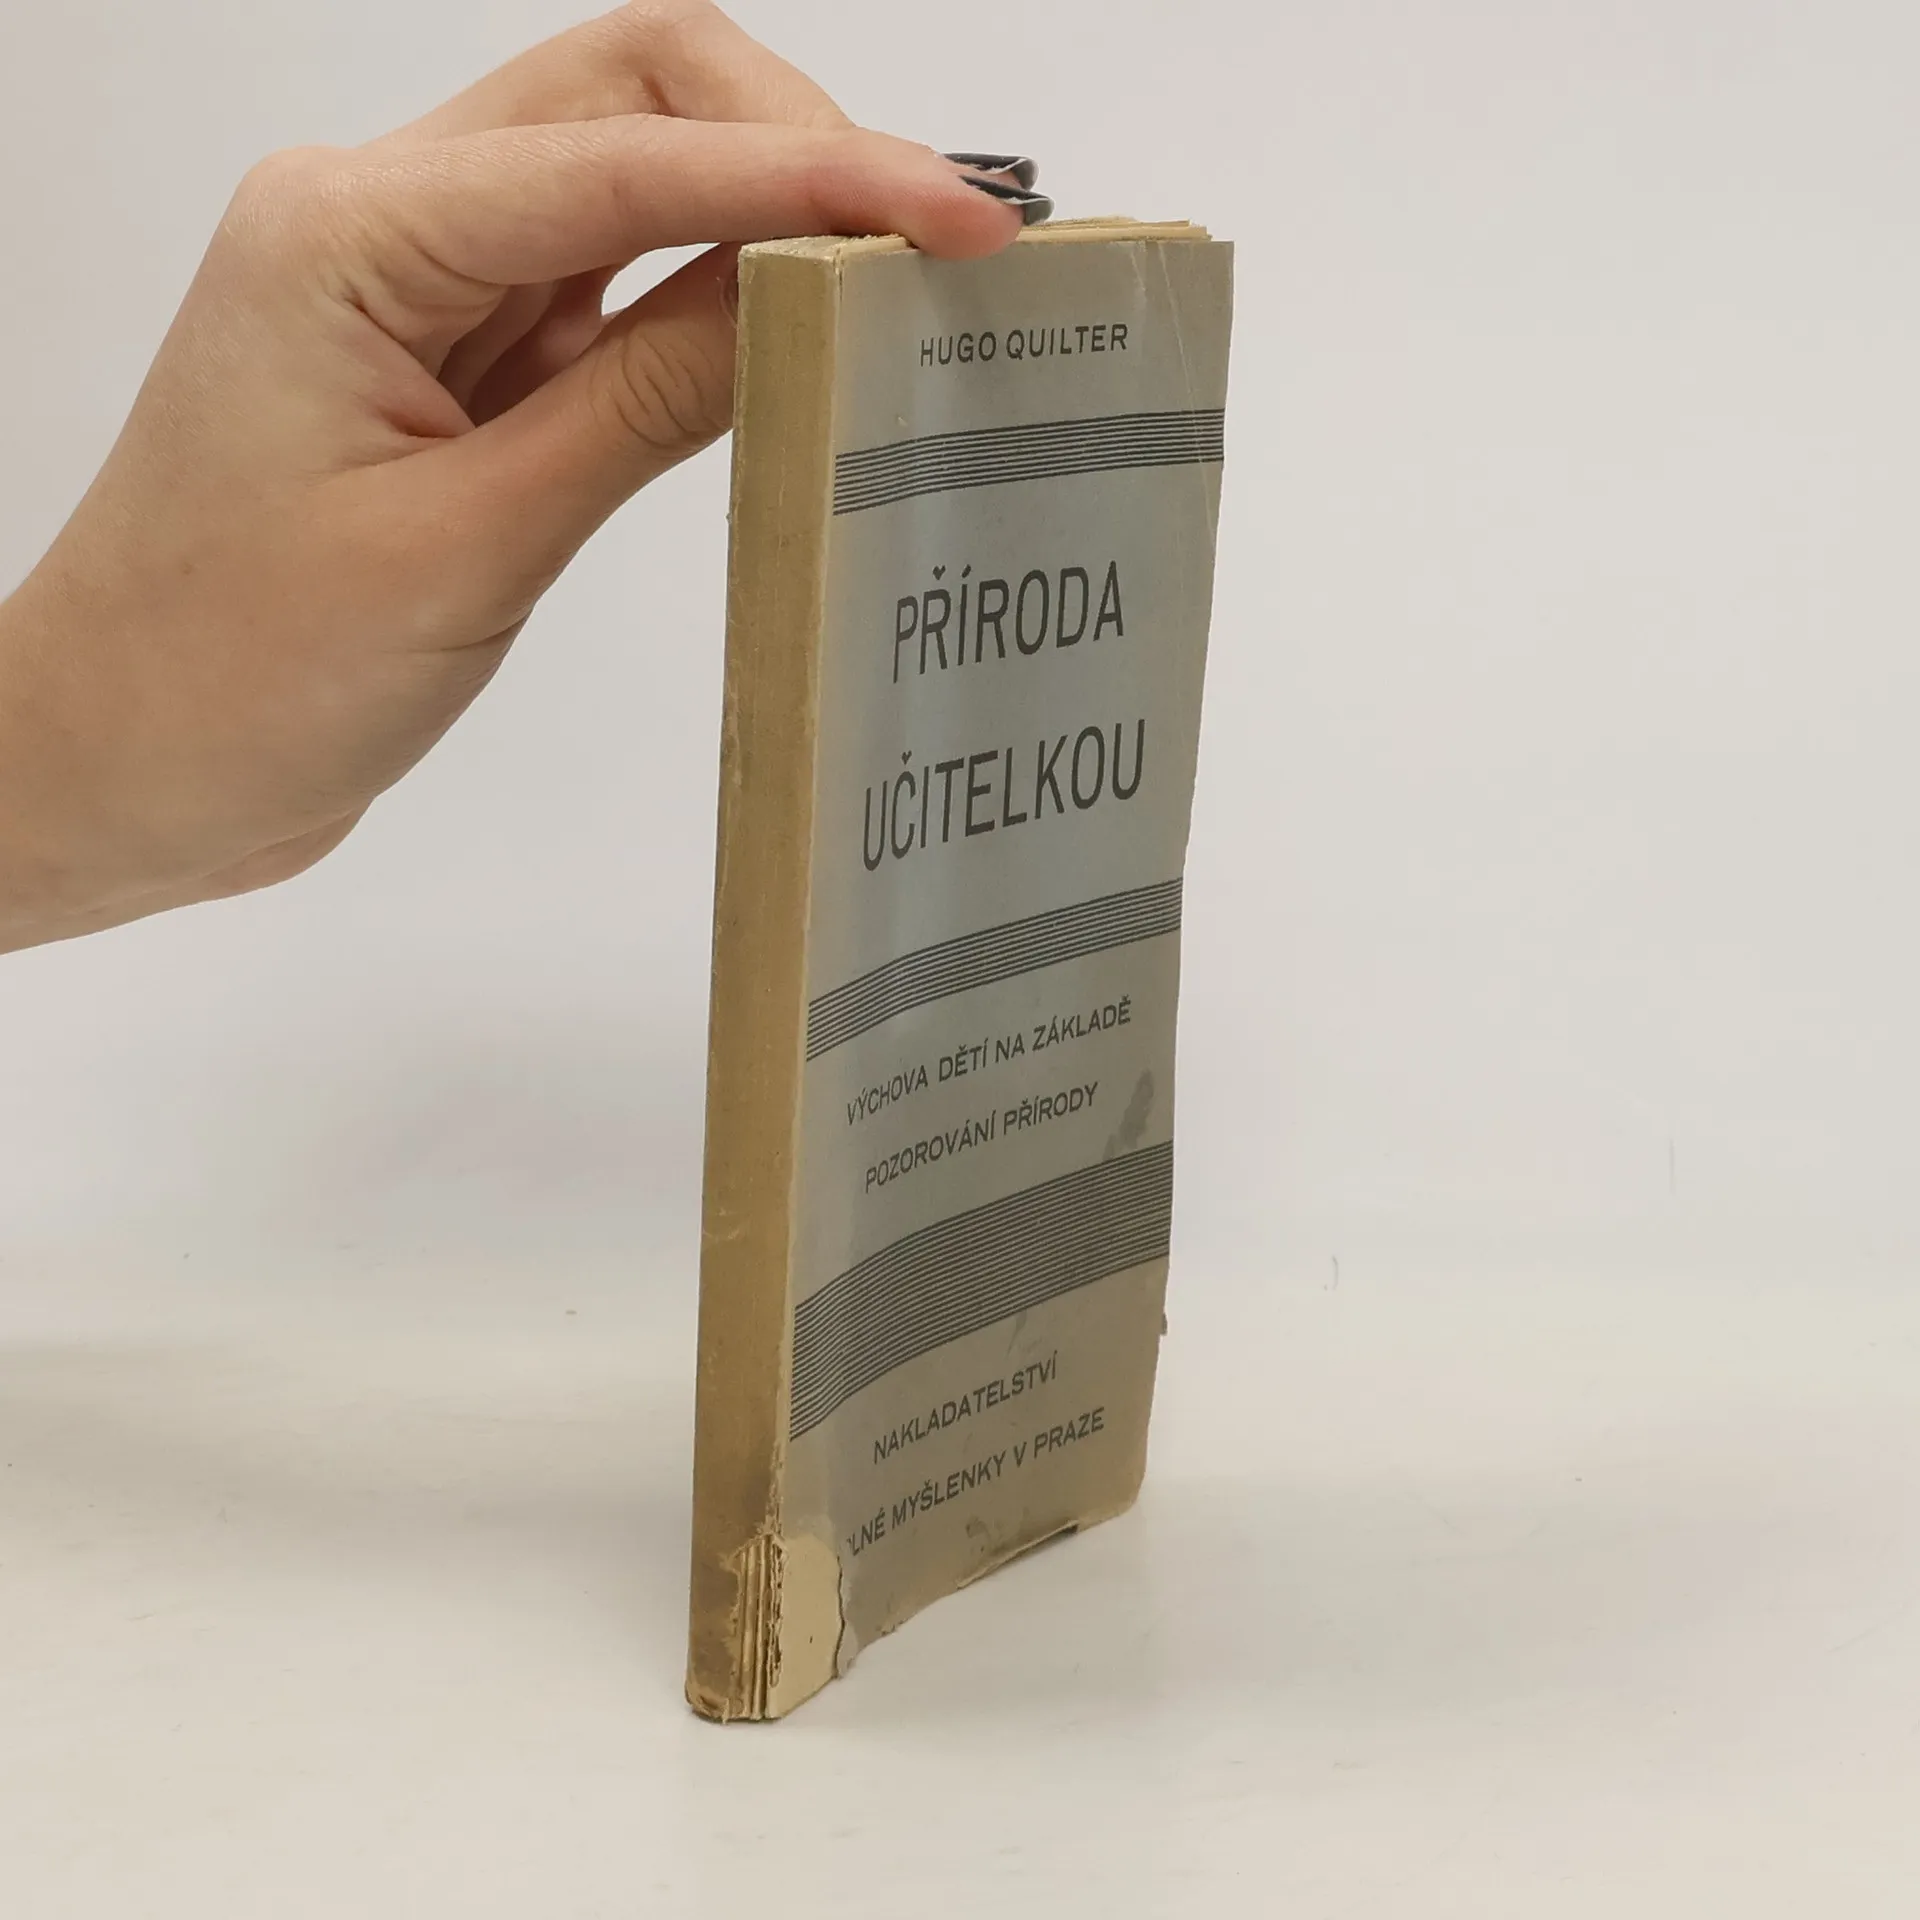 HUGO QUILTER
PŘÍRODA
UČITELKOU
VÝCHOVA DĚTÍ NA ZÁKLADĚ
POZOROVÁNÍ PŘÍRODY
NAKLADATELSTVÍ
MYŠLENKY V PRAZE